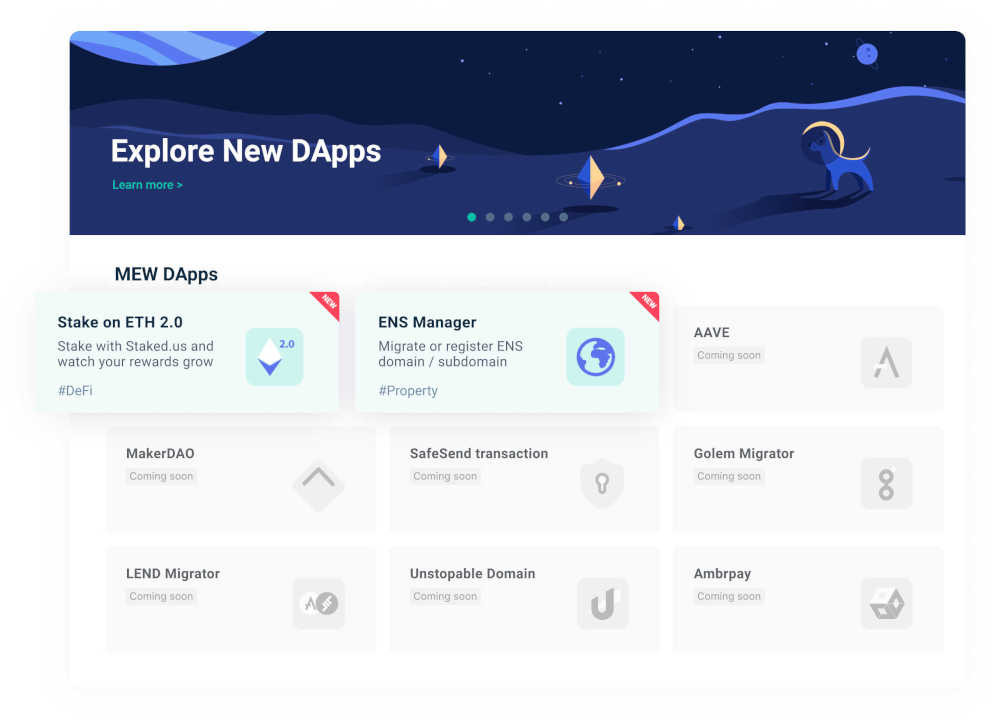 Explore New DApps
Learn more >
MEW DApps
NEW
Stake on ETH 2.0
Stake with Staked.us and
watch your rewards grow
#DeFi
2.0
NEW
ENS Manager
Migrate or register ENS
domain / subdomain
#Property
AAVE
Coming soon
MakerDAO
Coming soon
SafeSend transaction
Coming soon
Golem Migrator
Coming soon
LEND Migrator
Coming soon
Unstopable Domain
Coming soon
Ambrpay
Coming soon